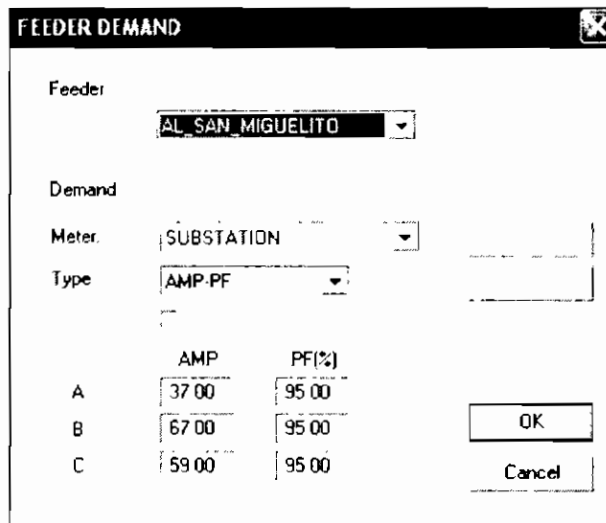 FEEDER DEMAND
Feeder
AL_SAN_MIGUELITO
Demand
Meter. SUBSTATION
Type AMP-PF
AMP PF(%)
A 37 00 95 00
B 67 00 95 00
C 59 00 95 00
OK
Cancel